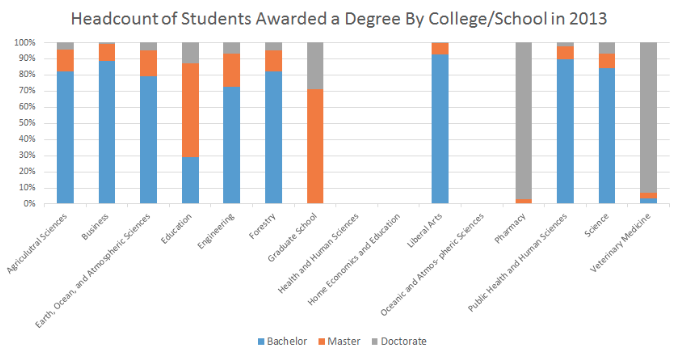 Headcount of Students Awarded a Degree By College/School in 2013
100%
90%
80%
70%
60%
50%
40%
30%
20%
10%
0%
Agriculutral Sciences
Business
Earth, Ocean, and Atmospheric Sciences
Education
Engineering
Forestry
Graduate School
Health and Human Sciences
Home Economics and Education
Liberal Arts
Oceanic and Atmos- pheric Sciences
Pharmacy
Public Health and Human Sciences
Science
Veterinary Medicine
Bachelor Master Doctorate